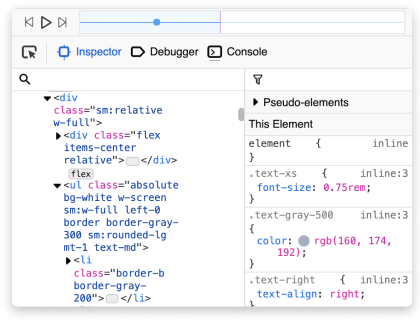 Inspector Debugger Console
<div
class="sm:relative
w-full">
<div class="flex
items-center
relative"></div>
flex
<ul class="absolute
bg-white w-screen
sm:w-full left-0
border border-gray-
300 sm:rounded-lg
mt-1 text-md">
<li
class="border-b
border-gray-
200"></li>
Pseudo-elements
This Element
element { inline
}
.text-xs inline:3
font-size: 0.75rem;
}
.text-gray-500 inline:3
{
color: rgb(160, 174,
192);
}
.text-right { inline:3
text-align: right;
}